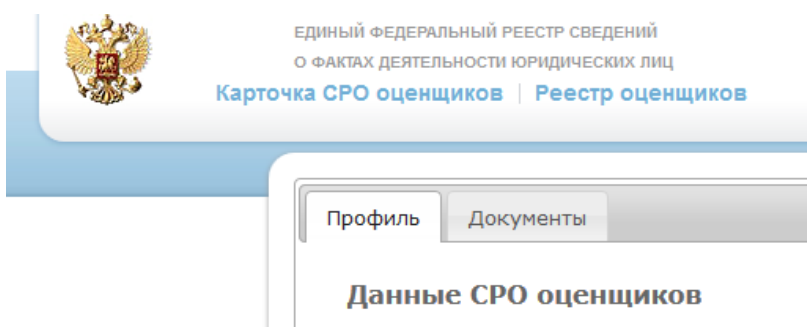 ЕДИНЫЙ ФЕДЕРАЛЬНЫЙ РЕЕСТР СВЕДЕНИЙ
О ФАКТАХ ДЕЯТЕЛЬНОСТИ ЮРИДИЧЕСКИХ ЛИЦ
Карточка СРО оценщиков | Реестр оценщиков
Профиль Документы
Данные СРО оценщиков